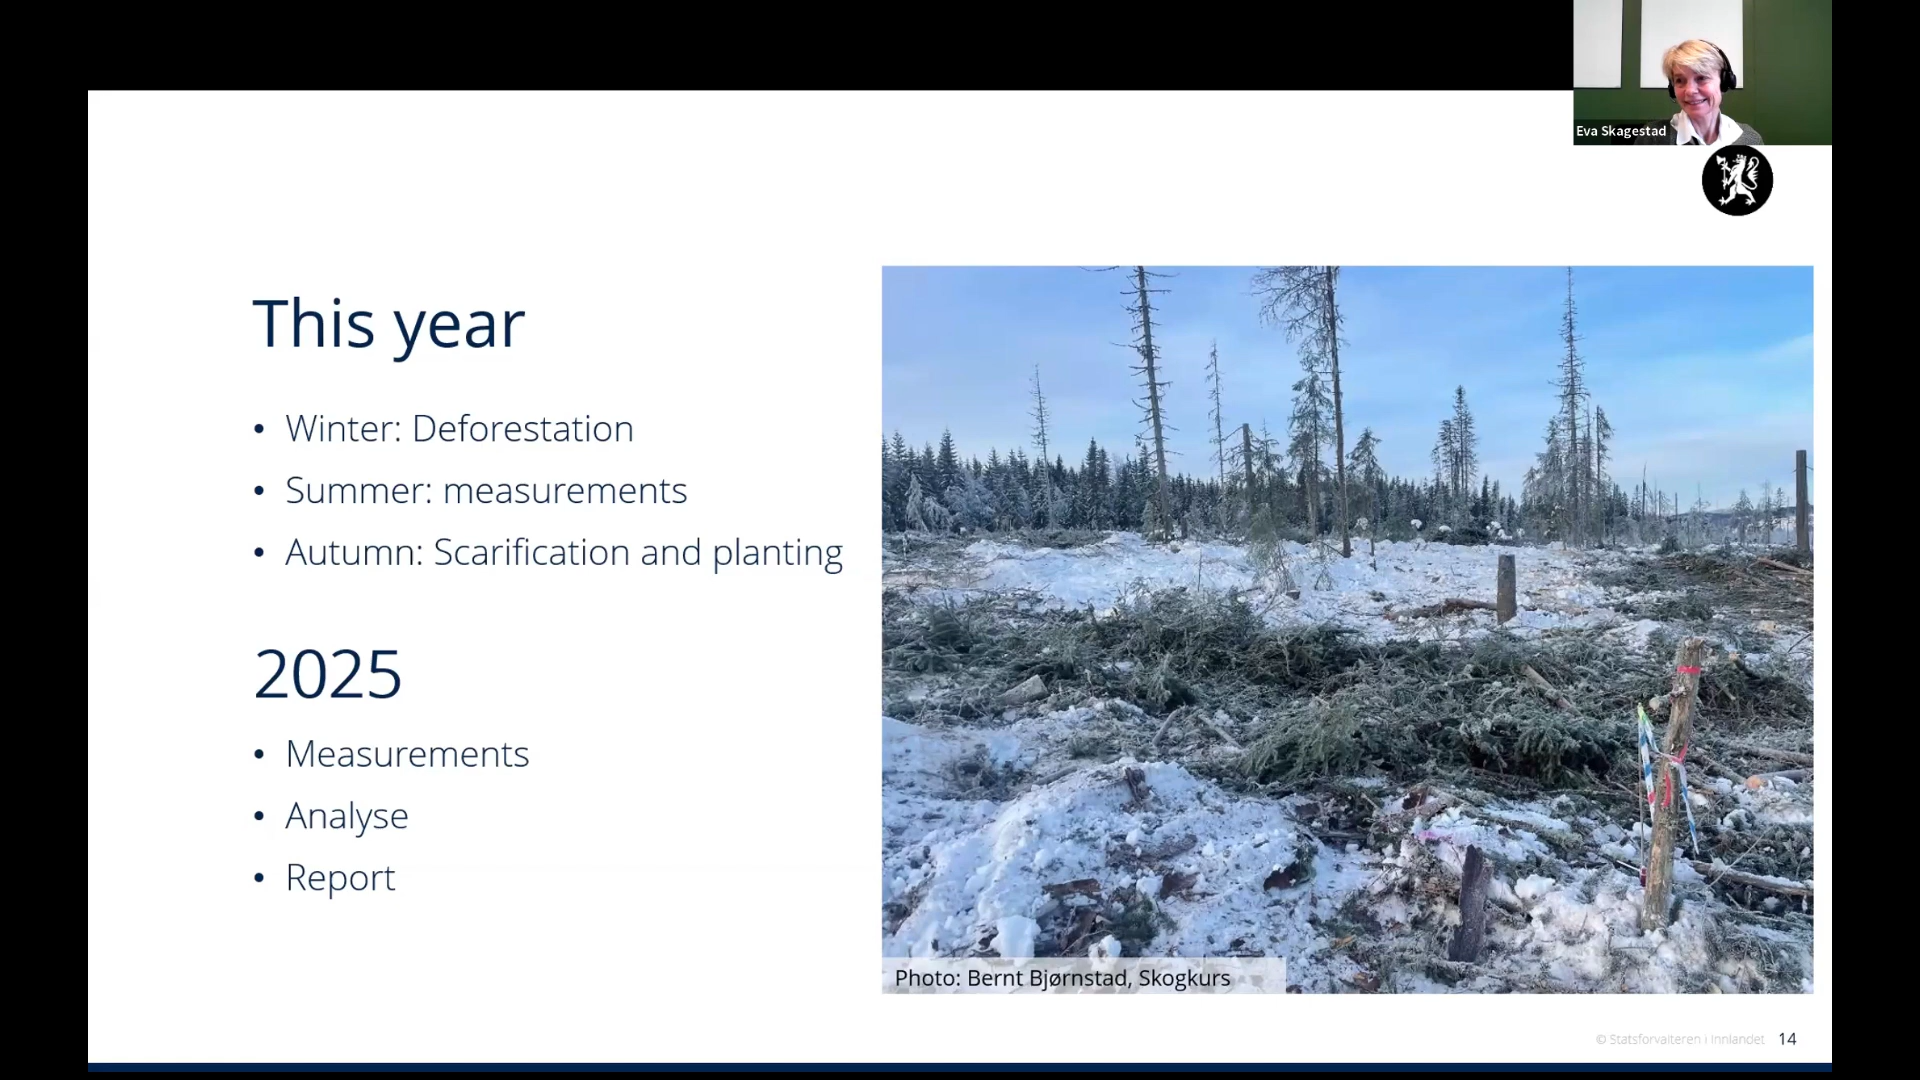 Eva Skagestad
This year
• Winter: Deforestation
• Summer: measurements
• Autumn: Scarification and planting
2025
• Measurements
• Analyse
• Report
Photo: Bernt Bjørnstad, Skogkurs
© Statsforvalteren i Innlandet 14